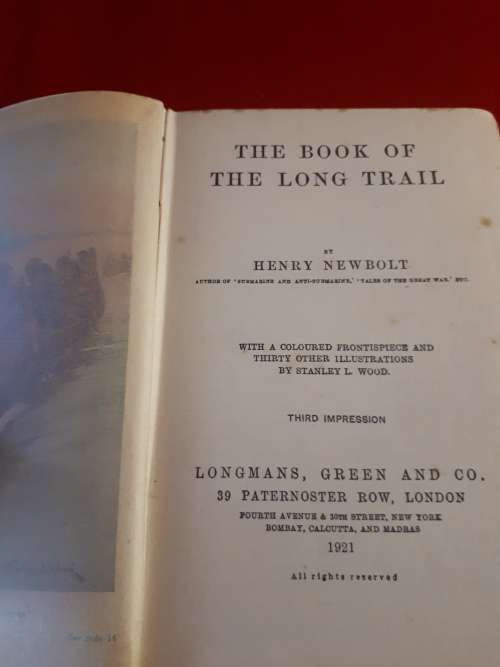 THE BOOK OF
THE LONG TRAIL
BY
HENRY NEWBOLT
AUTHOR OF 'SUBMARINE AND ANTI-SUBMARINE,' 'TALES OF THE GREAT WAR,' ETC.
WITH A COLOURED FRONTISPIECE AND
THIRTY OTHER ILLUSTRATIONS
BY STANLEY L. WOOD.
THIRD IMPRESSION
LONGMANS, GREEN AND CO.
39 PATERNOSTER ROW, LONDON
FOURTH AVENUE & 30TH STREET, NEW YORK
BOMBAY, CALCUTTA, AND MADRAS
1921
All rights reserved